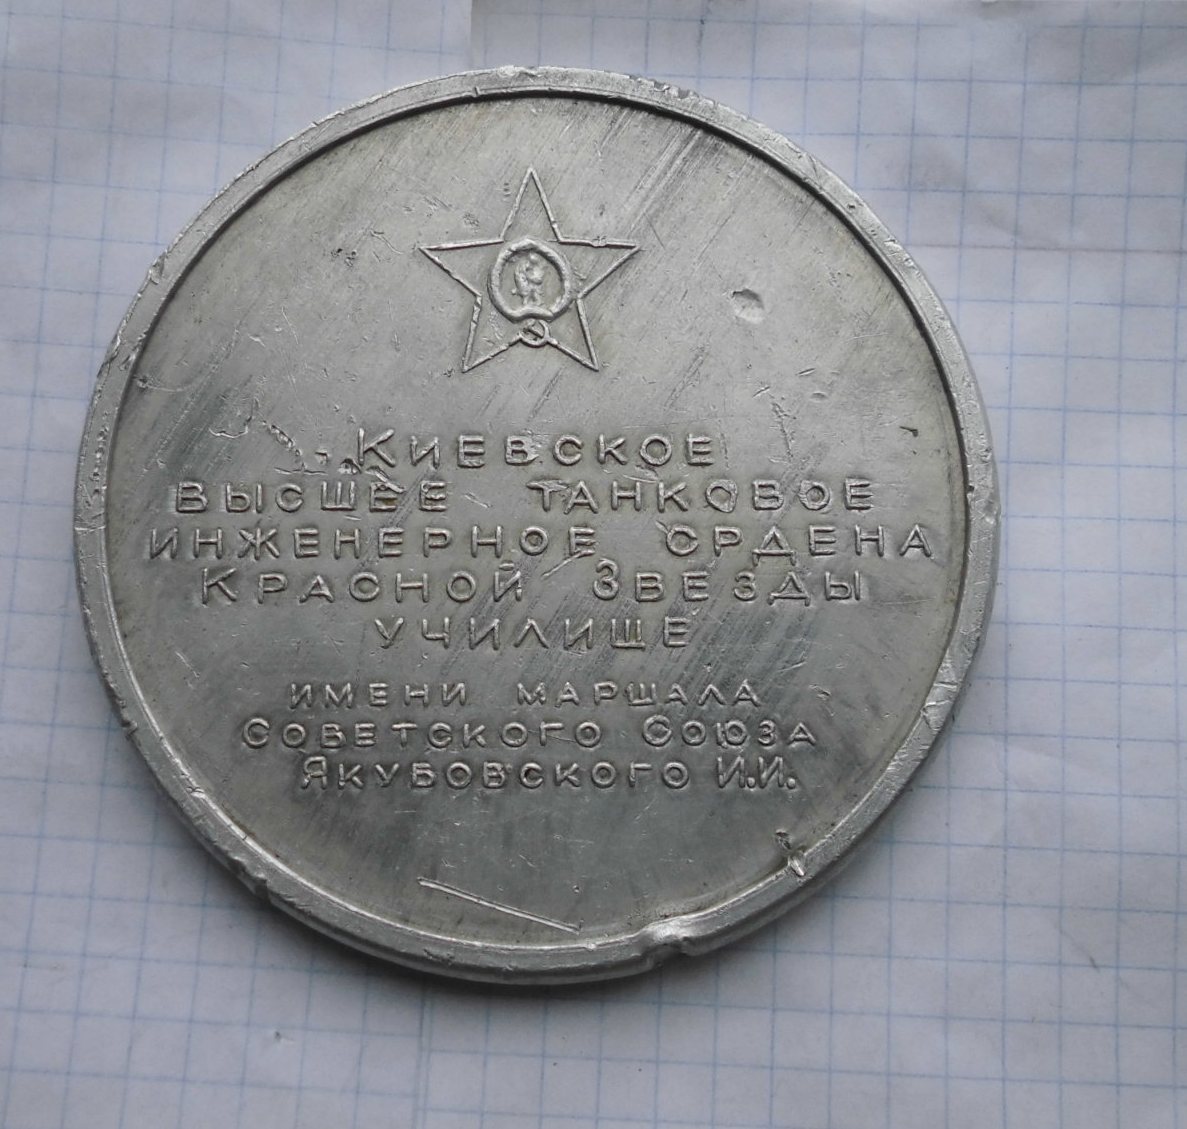 Киевское
высшее танковое
инженерное ордена
Красной Звезды
училище
имени маршала
Советского Союза
Якубовского И.И.